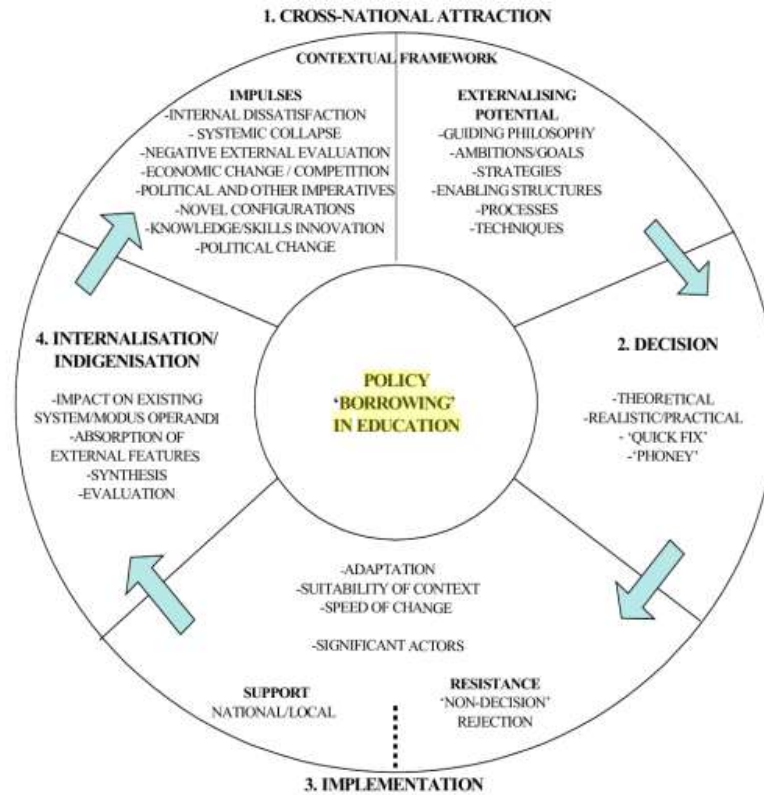 1. CROSS-NATIONAL ATTRACTION
CONTEXTUAL FRAMEWORK
IMPULSES
-INTERNAL DISSATISFACTION
- SYSTEMIC COLLAPSE
-NEGATIVE EXTERNAL EVALUATION
-ECONOMIC CHANGE / COMPETITION
-POLITICAL AND OTHER IMPERATIVES
-NOVEL CONFIGURATIONS
-KNOWLEDGE/SKILLS INNOVATION
-POLITICAL CHANGE
EXTERNALISING
POTENTIAL
-GUIDING PHILOSOPHY
-AMBITIONS/GOALS
-STRATEGIES
-ENABLING STRUCTURES
-PROCESSES
-TECHNIQUES
2. DECISION
-THEORETICAL
-REALISTIC/PRACTICAL
- ‘QUICK FIX’
-‘PHONEY’
POLICY
‘BORROWING’
IN EDUCATION
4. INTERNALISATION/
INDIGENISATION
-IMPACT ON EXISTING
SYSTEM/MODUS OPERANDI
-ABSORPTION OF
EXTERNAL FEATURES
-SYNTHESIS
-EVALUATION
-ADAPTATION
-SUITABILITY OF CONTEXT
-SPEED OF CHANGE
-SIGNIFICANT ACTORS
SUPPORT
NATIONAL/LOCAL
RESISTANCE
‘NON-DECISION’
REJECTION
3. IMPLEMENTATION